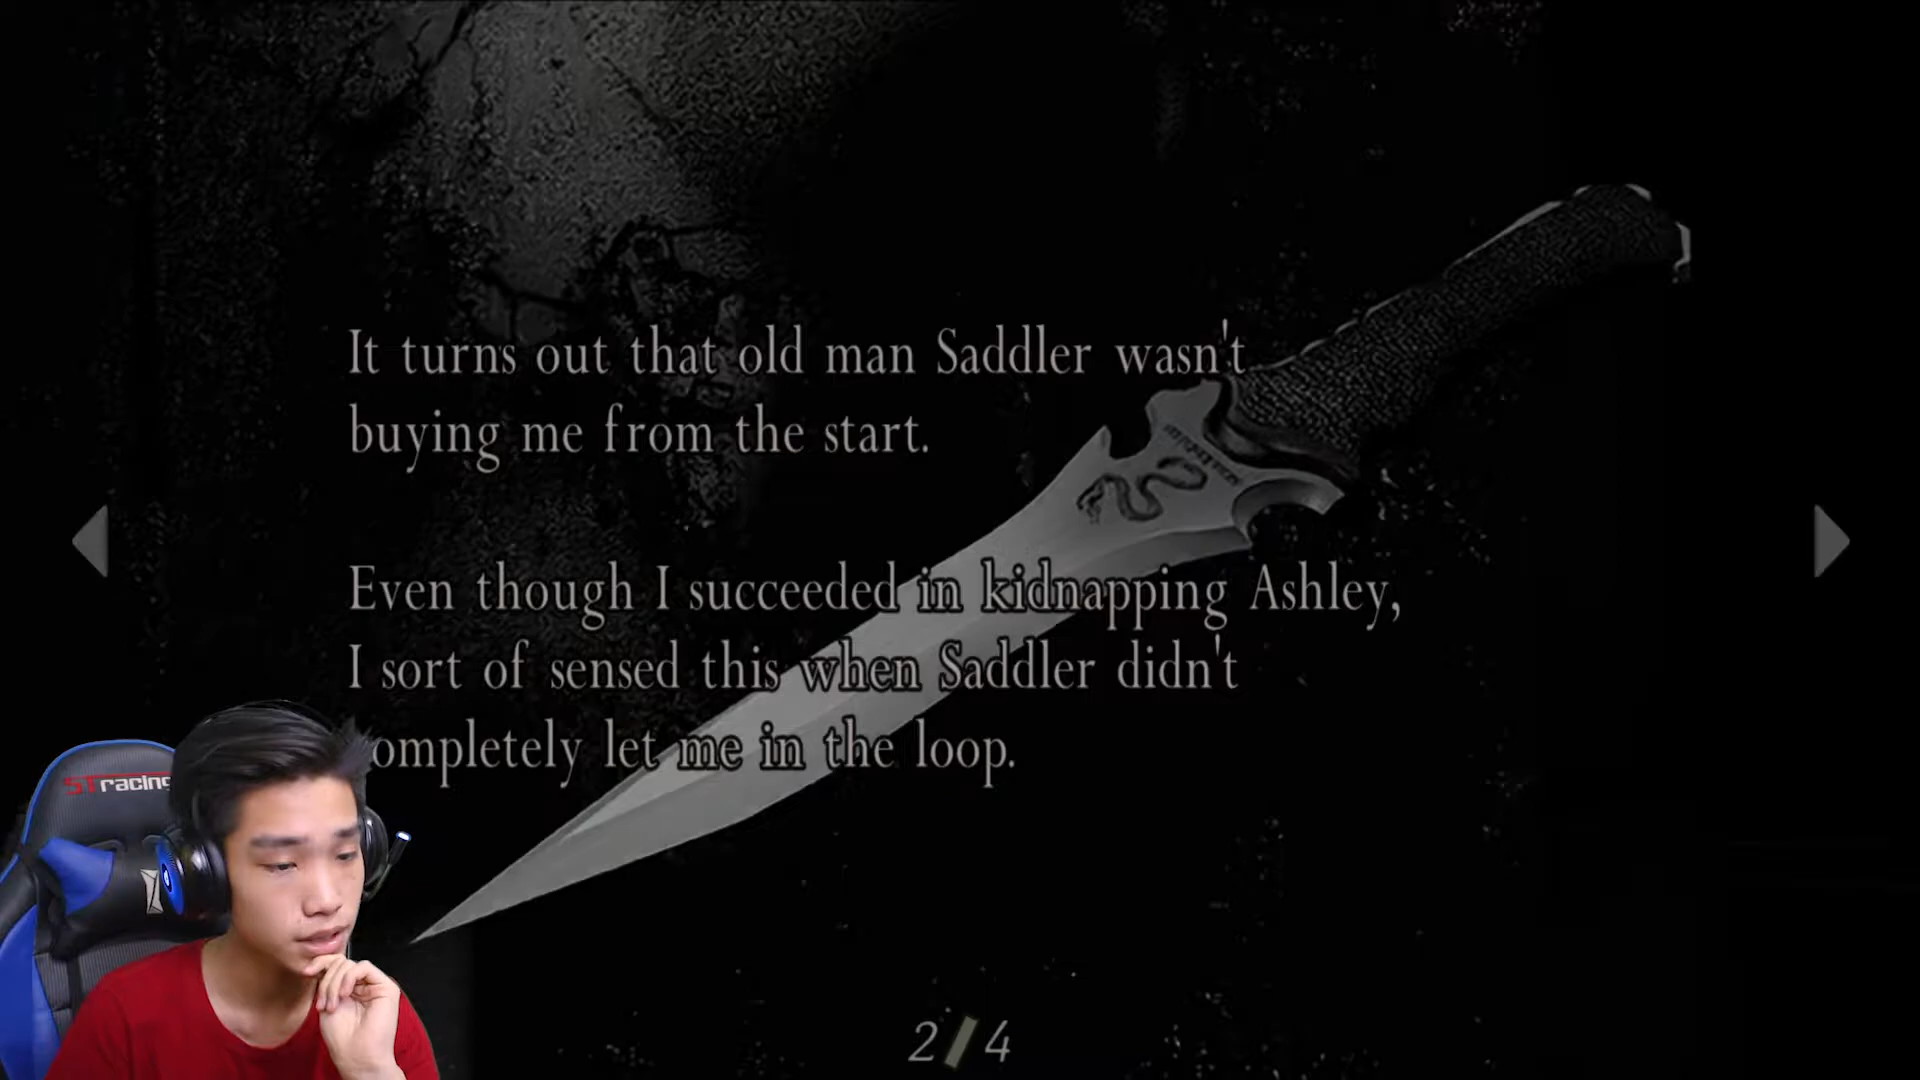 It turns out that old man Saddler wasn't
buying me from the start.
Even though I succeeded in kidnapping Ashley,
I sort of sensed this when Saddler didn't
ompletely let me in the loop.
STracing
2/4